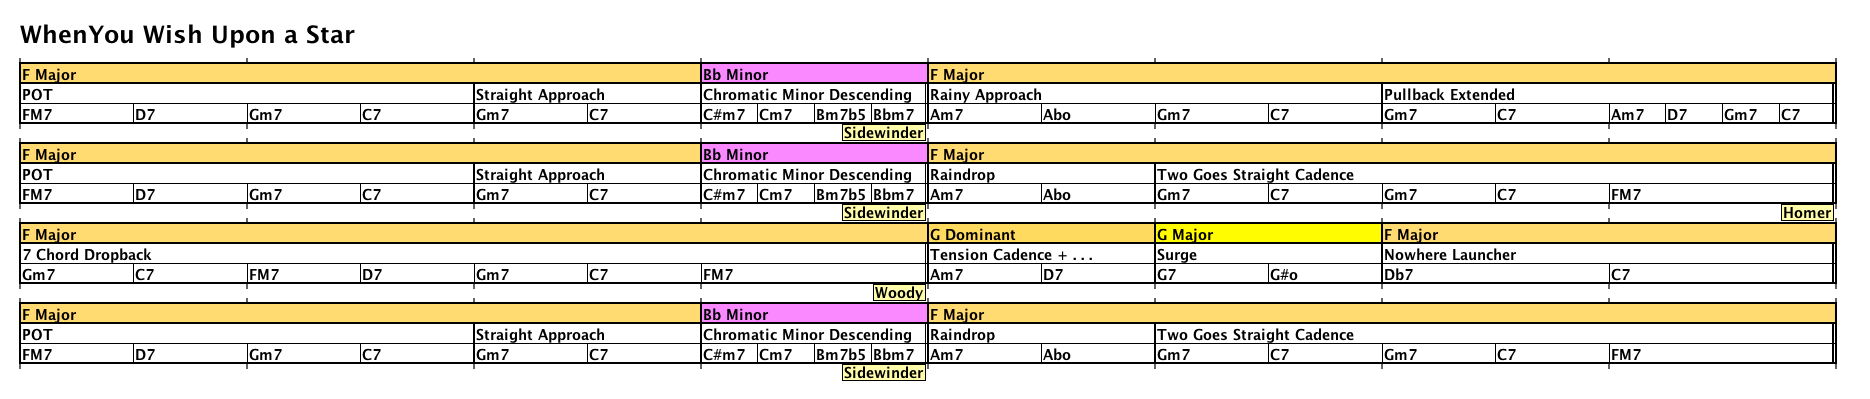 WhenYou Wish Upon a Star
F Major Bb Minor F Major
POT Straight Approach Chromatic Minor Descending Rainy Approach Pullback Extended
FM7 D7 Gm7 C7 Gm7 C7 C#m7 Cm7 Bm7b5 Bbm7 Am7 Abo Gm7 C7 Gm7 C7 Am7 D7 Gm7 C7
Sidewinder
F Major Bb Minor F Major
POT Straight Approach Chromatic Minor Descending Raindrop Two Goes Straight Cadence
FM7 D7 Gm7 C7 Gm7 C7 C#m7 Cm7 Bm7b5 Bbm7 Am7 Abo Gm7 C7 Gm7 C7 FM7
Sidewinder Homer
F Major G Dominant G Major F Major
7 Chord Dropback Tension Cadence + . . . Surge Nowhere Launcher
Gm7 C7 FM7 D7 Gm7 C7 FM7 Am7 D7 G7 G#o Db7 C7
Woody
F Major Bb Minor F Major
POT Straight Approach Chromatic Minor Descending Raindrop Two Goes Straight Cadence
FM7 D7 Gm7 C7 Gm7 C7 C#m7 Cm7 Bm7b5 Bbm7 Am7 Abo Gm7 C7 Gm7 C7 FM7
Sidewinder